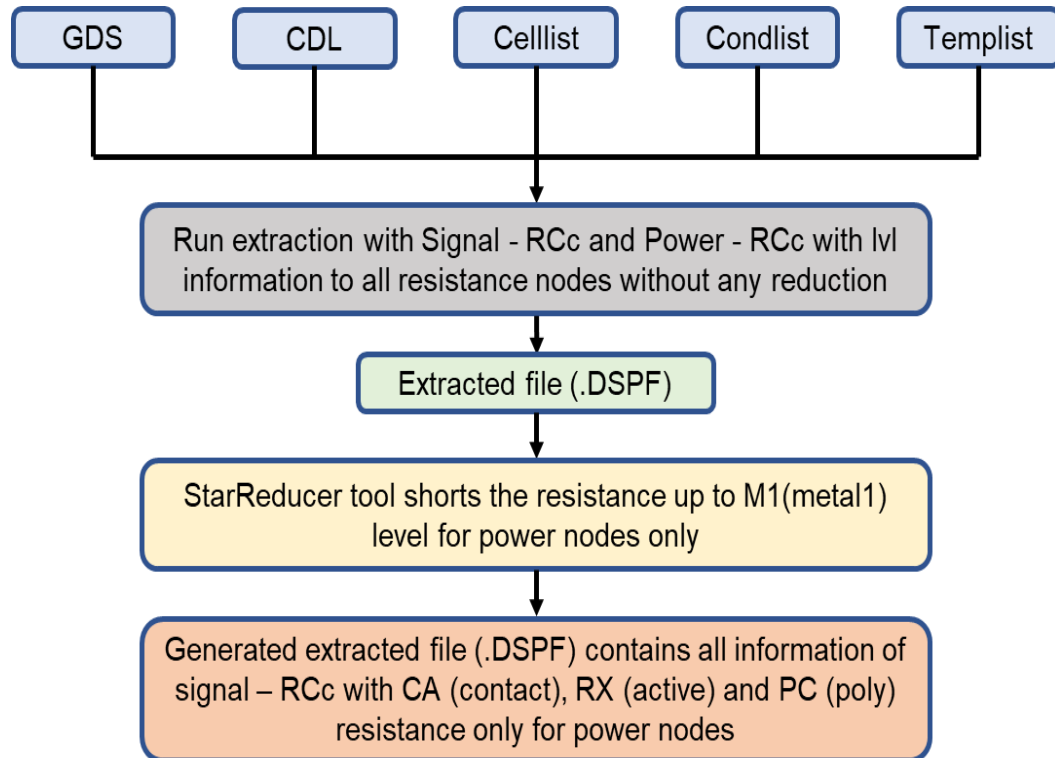 GDS
CDL
Celllist
Condlist
Templist
Run extraction with Signal - RCc and Power - RCc with lvl
information to all resistance nodes without any reduction
Extracted file (.DSPF)
StarReducer tool shorts the resistance up to M1(metal1)
level for power nodes only
Generated extracted file (.DSPF) contains all information of
signal – RCc with CA (contact), RX (active) and PC (poly)
resistance only for power nodes